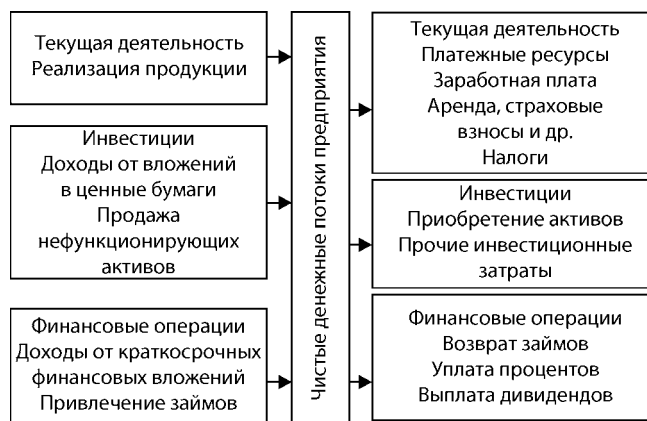 Текущая деятельность
Реализация продукции
Инвестиции
Доходы от вложений
в ценные бумаги
Продажа
нефункционирующих
активов
Финансовые операции
Доходы от краткосрочных
финансовых вложений
Привлечение займов
Чистые денежные потоки предприятия
Текущая деятельность
Платежные ресурсы
Заработная плата
Аренда, страховые
взносы и др.
Налоги
Инвестиции
Приобретение активов
Прочие инвестиционные
затраты
Финансовые операции
Возврат займов
Уплата процентов
Выплата дивидендов